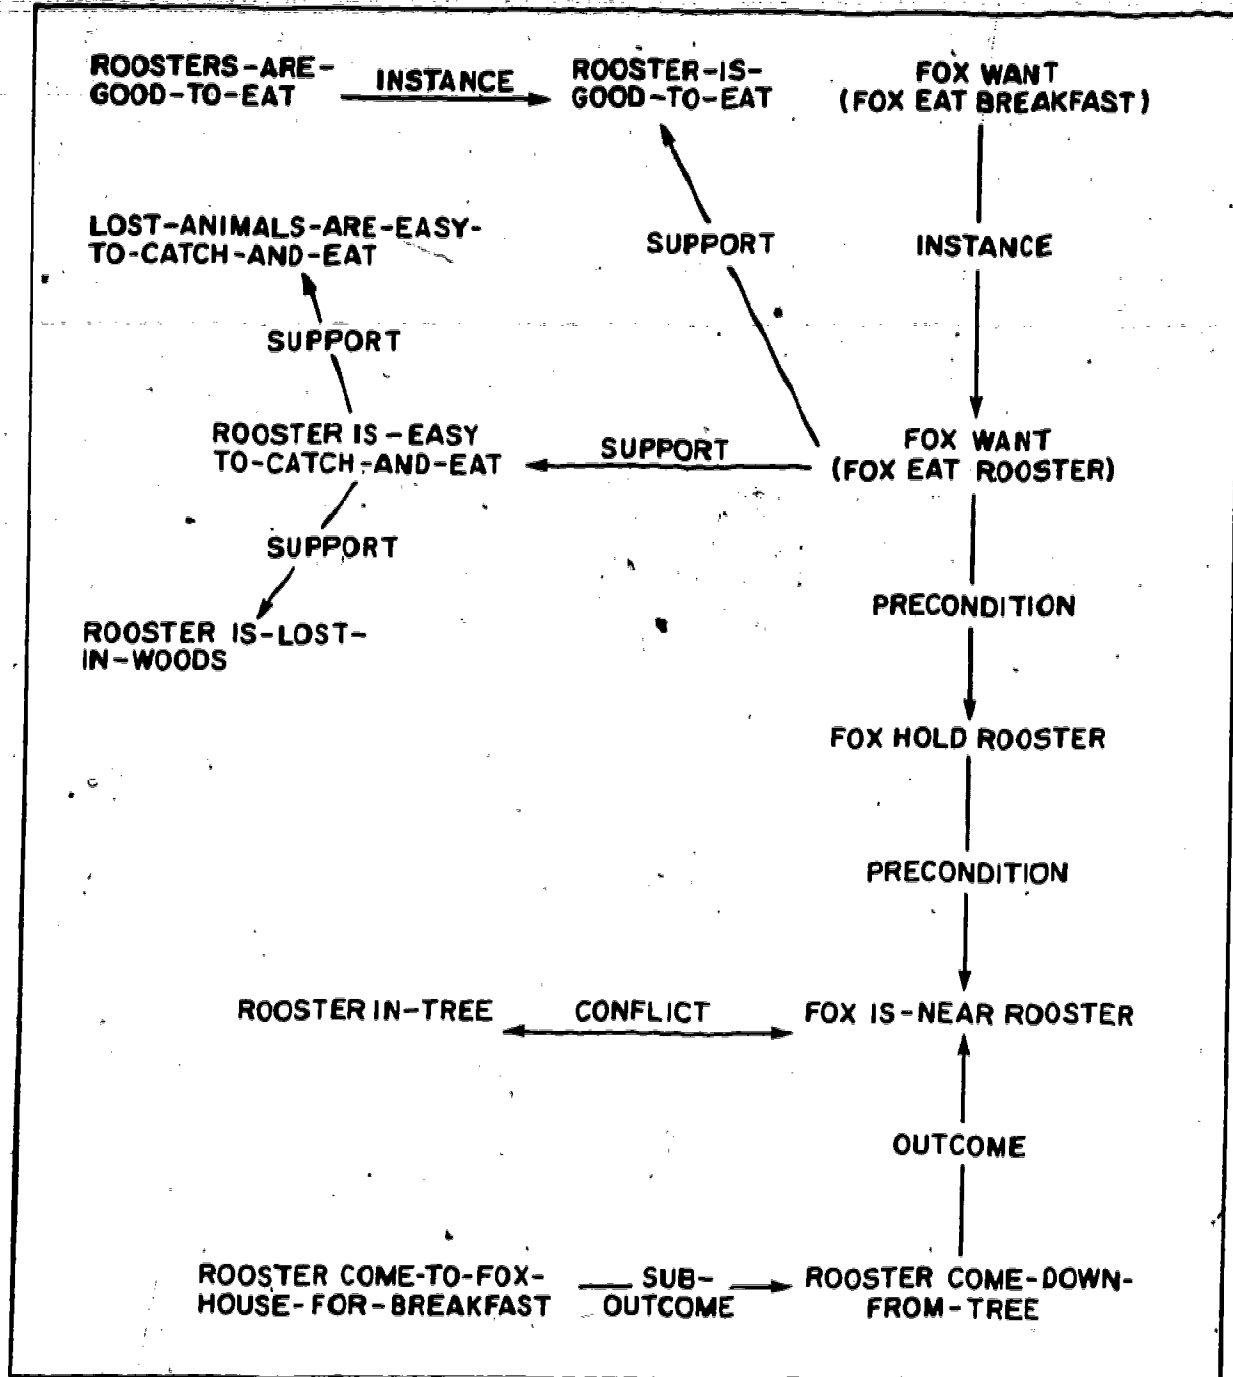 ROOSTERS-ARE-
GOOD-TO-EAT
INSTANCE
ROOSTER-IS-
GOOD-TO-EAT
FOX WANT
(FOX EAT BREAKFAST)
LOST-ANIMALS-ARE-EASY-
TO-CATCH-AND-EAT
SUPPORT
INSTANCE
SUPPORT
ROOSTER IS-EASY
TO-CATCH-AND-EAT
SUPPORT
FOX WANT
(FOX EAT ROOSTER)
SUPPORT
PRECONDITION
ROOSTER IS-LOST-
IN-WOODS
FOX HOLD ROOSTER
PRECONDITION
ROOSTER IN-TREE
CONFLICT
FOX IS-NEAR ROOSTER
OUTCOME
ROOSTER COME-TO-FOX-
HOUSE-FOR-BREAKFAST
SUB-
OUTCOME
ROOSTER COME-DOWN-
FROM-TREE